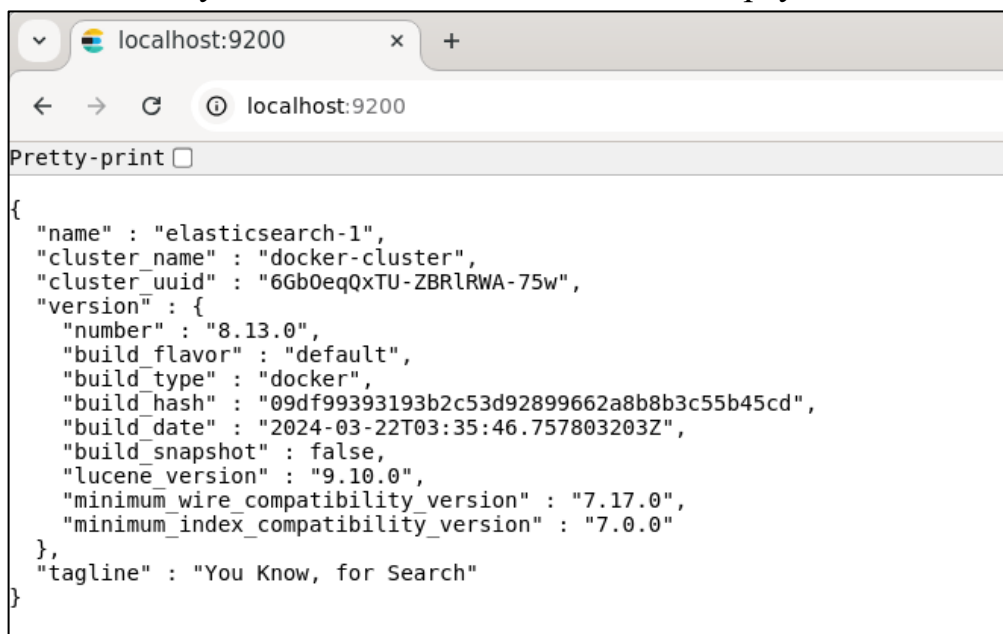 localhost:9200
localhost:9200
Pretty-print
{
"name" : "elasticsearch-1",
"cluster_name" : "docker-cluster",
"cluster_uuid" : "6GbOeqQxTU-ZBRlRWA-75w",
"version" : {
"number" : "8.13.0",
"build_flavor" : "default",
"build_type" : "docker",
"build_hash" : "09df99393193b2c53d92899662a8b8b3c55b45cd",
"build_date" : "2024-03-22T03:35:46.757803203Z",
"build_snapshot" : false,
"lucene_version" : "9.10.0",
"minimum_wire_compatibility_version" : "7.17.0",
"minimum_index_compatibility_version" : "7.0.0"
},
"tagline" : "You Know, for Search"
}